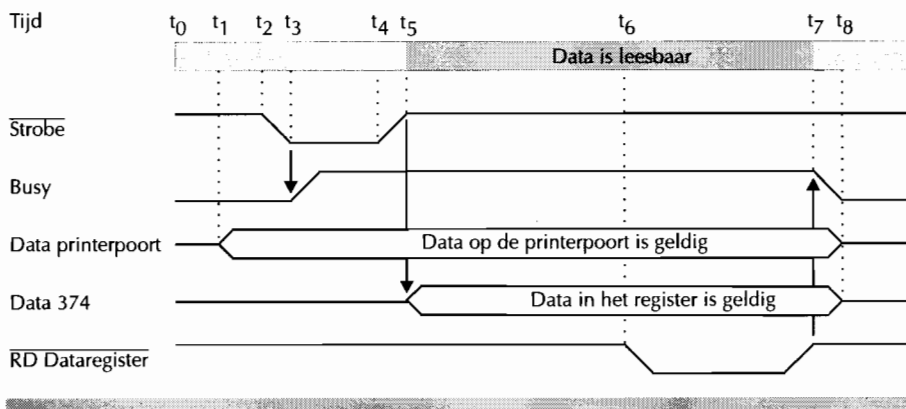 Tijd t0 t1 t2 t3 t4 t5 t6 t7 t8
Data is leesbaar
Strobe
Busy
Data printerpoort Data op de printerpoort is geldig
Data 374 Data in het register is geldig
RD Dataregister